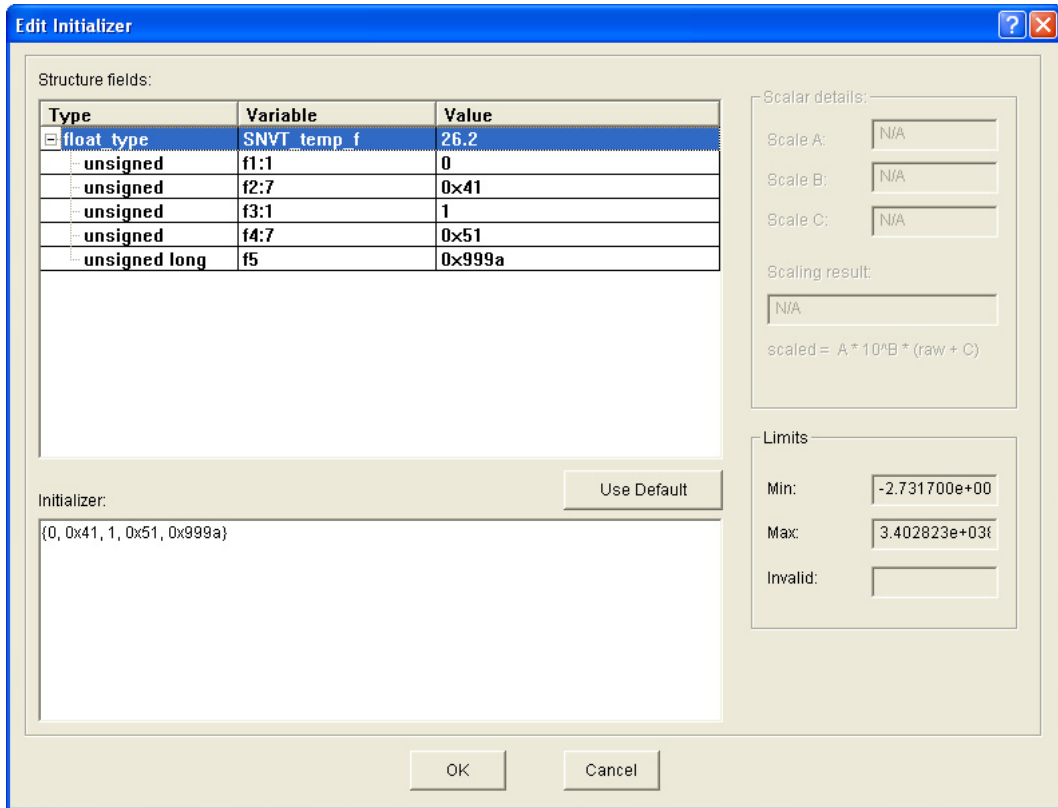 Edit Initializer
Structure fields:
Type Variable Value
float_type SNVT_temp_f 26.2
unsigned f1:1 0
unsigned f2:7 0x41
unsigned f3:1 1
unsigned f4:7 0x51
unsigned long f5 0x999a
Use Default
Initializer:
{0, 0x41, 1, 0x51, 0x999a}
Scalar details:
Scale A: N/A
Scale B: N/A
Scale C: N/A
Scaling result:
N/A
scaled = A * 10^B * (raw + C)
Limits
Min: -2.731700e+00
Max: 3.402823e+038
Invalid:
OK Cancel